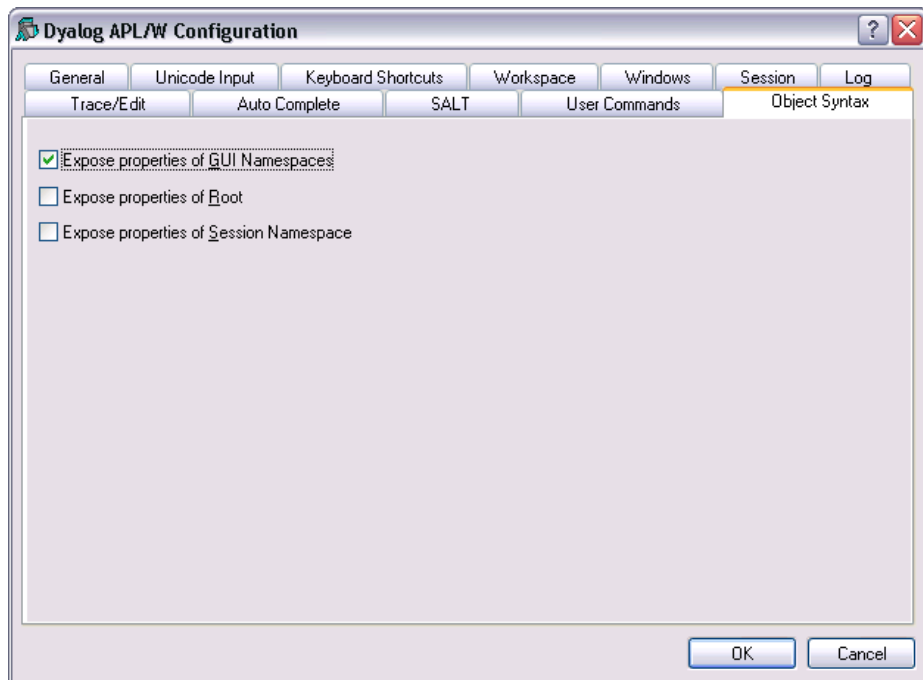 Dyalog APL/W Configuration
General Unicode Input Keyboard Shortcuts Workspace Windows Session Log
Trace/Edit Auto Complete SALT User Commands Object Syntax
Expose properties of GUI Namespaces
Expose properties of Root
Expose properties of Session Namespace
OK Cancel